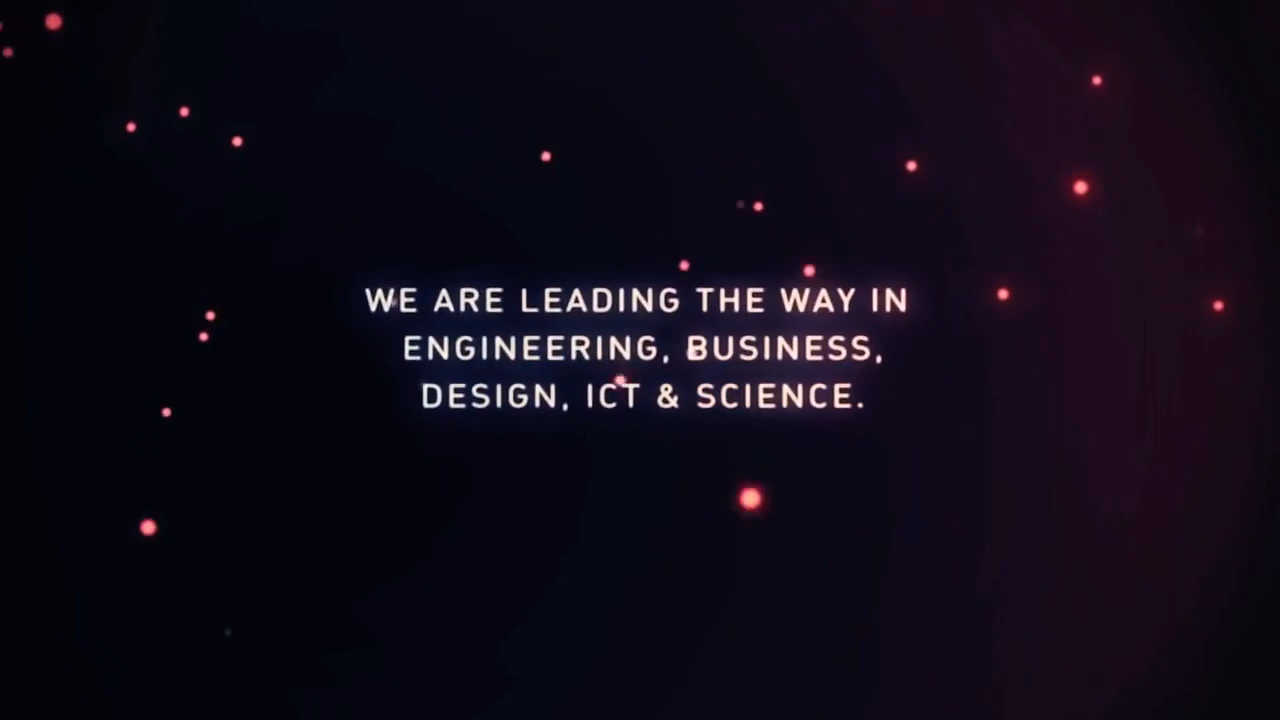 WE ARE LEADING THE WAY IN
ENGINEERING, BUSINESS,
DESIGN, ICT & SCIENCE.